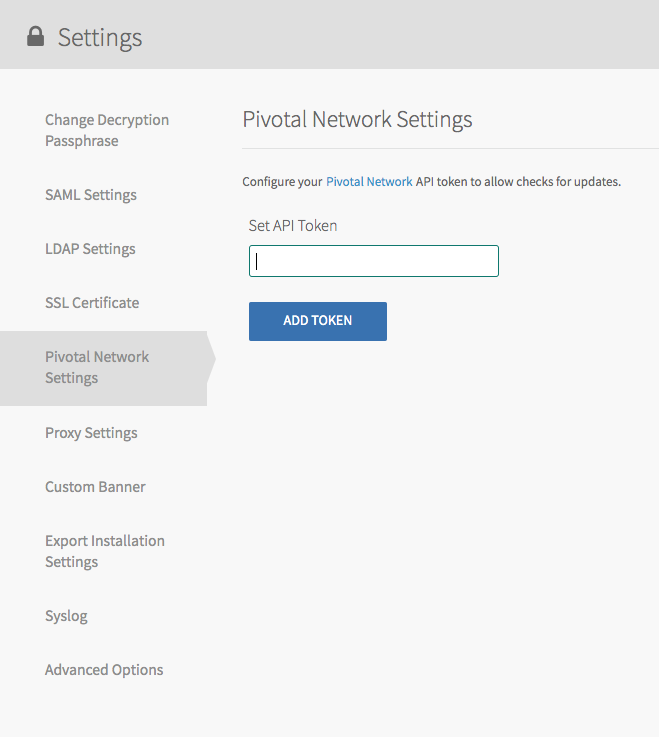 Settings
Change Decryption
Passphrase
SAML Settings
LDAP Settings
SSL Certificate
Pivotal Network
Settings
Proxy Settings
Custom Banner
Export Installation
Settings
Syslog
Advanced Options
Pivotal Network Settings
Configure your Pivotal Network API token to allow checks for updates.
Set API Token
ADD TOKEN